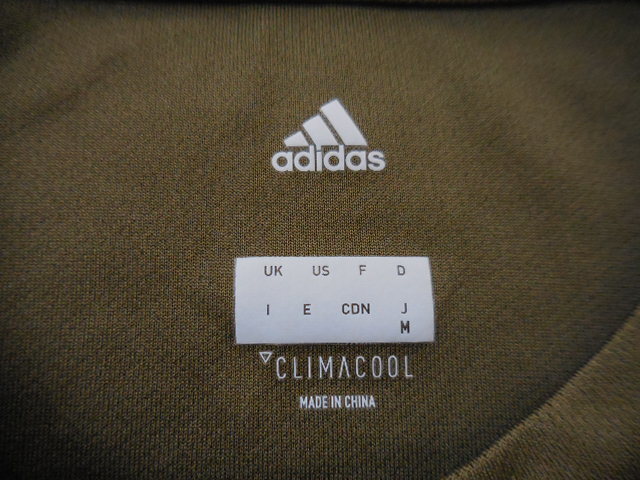 adidas
UK US F D
I E CDN J
M
CLIMACOOL
MADE IN CHINA